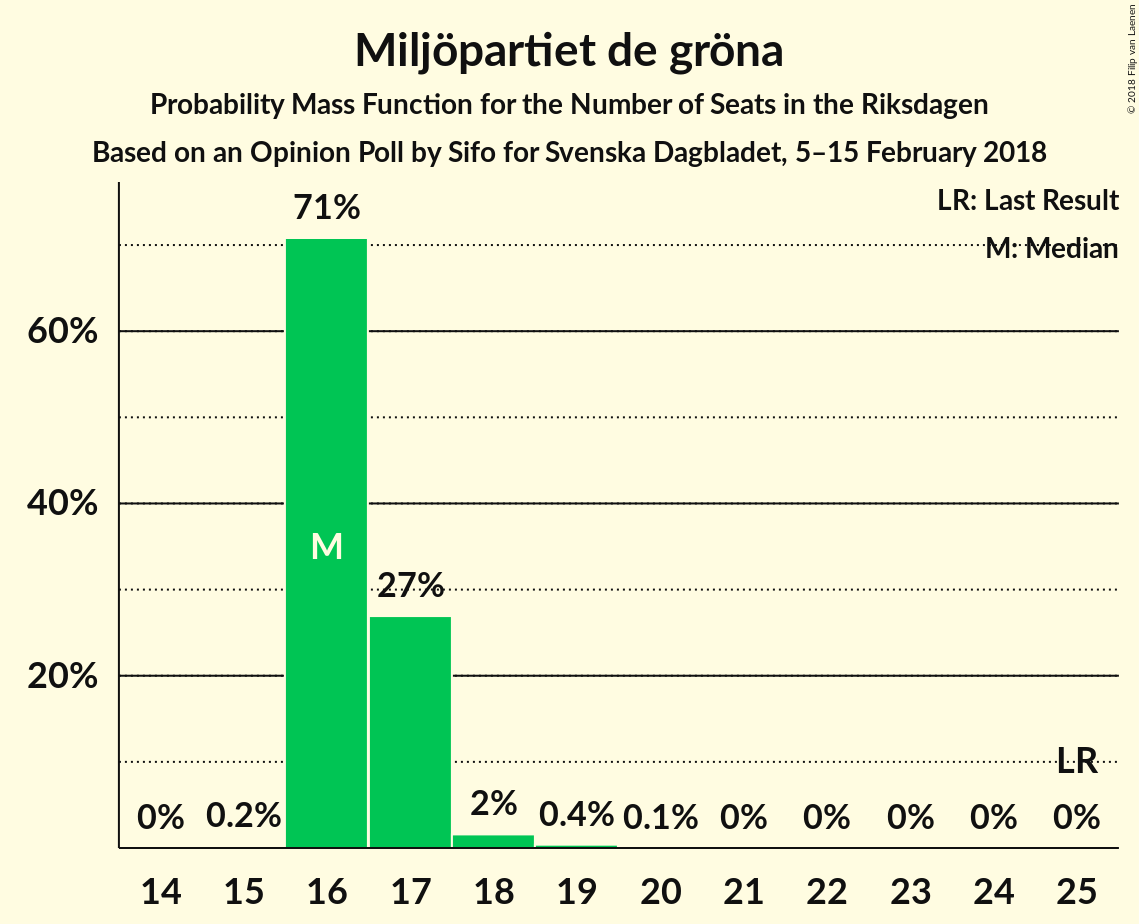 Miljöpartiet de gröna
Probability Mass Function for the Number of Seats in the Riksdagen
Based on an Opinion Poll by Sifo for Svenska Dagbladet, 5–15 February 2018
© 2018 Filip van Laenen
LR: Last Result
M: Median
71%
60%
40%
M
27%
20%
LR
0% 0.2% 2% 0.4% 0.1% 0% 0% 0% 0% 0%
14 15 16 17 18 19 20 21 22 23 24 25